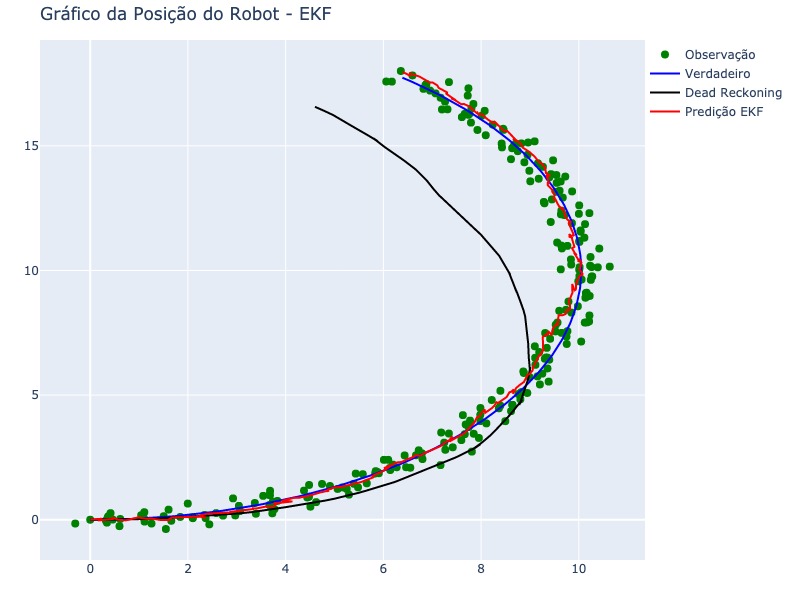 Gráfico da Posição do Robot - EKF
Observação
Verdadeiro
Dead Reckoning
Predição EKF
15
10
5
0
0 2 4 6 8 10